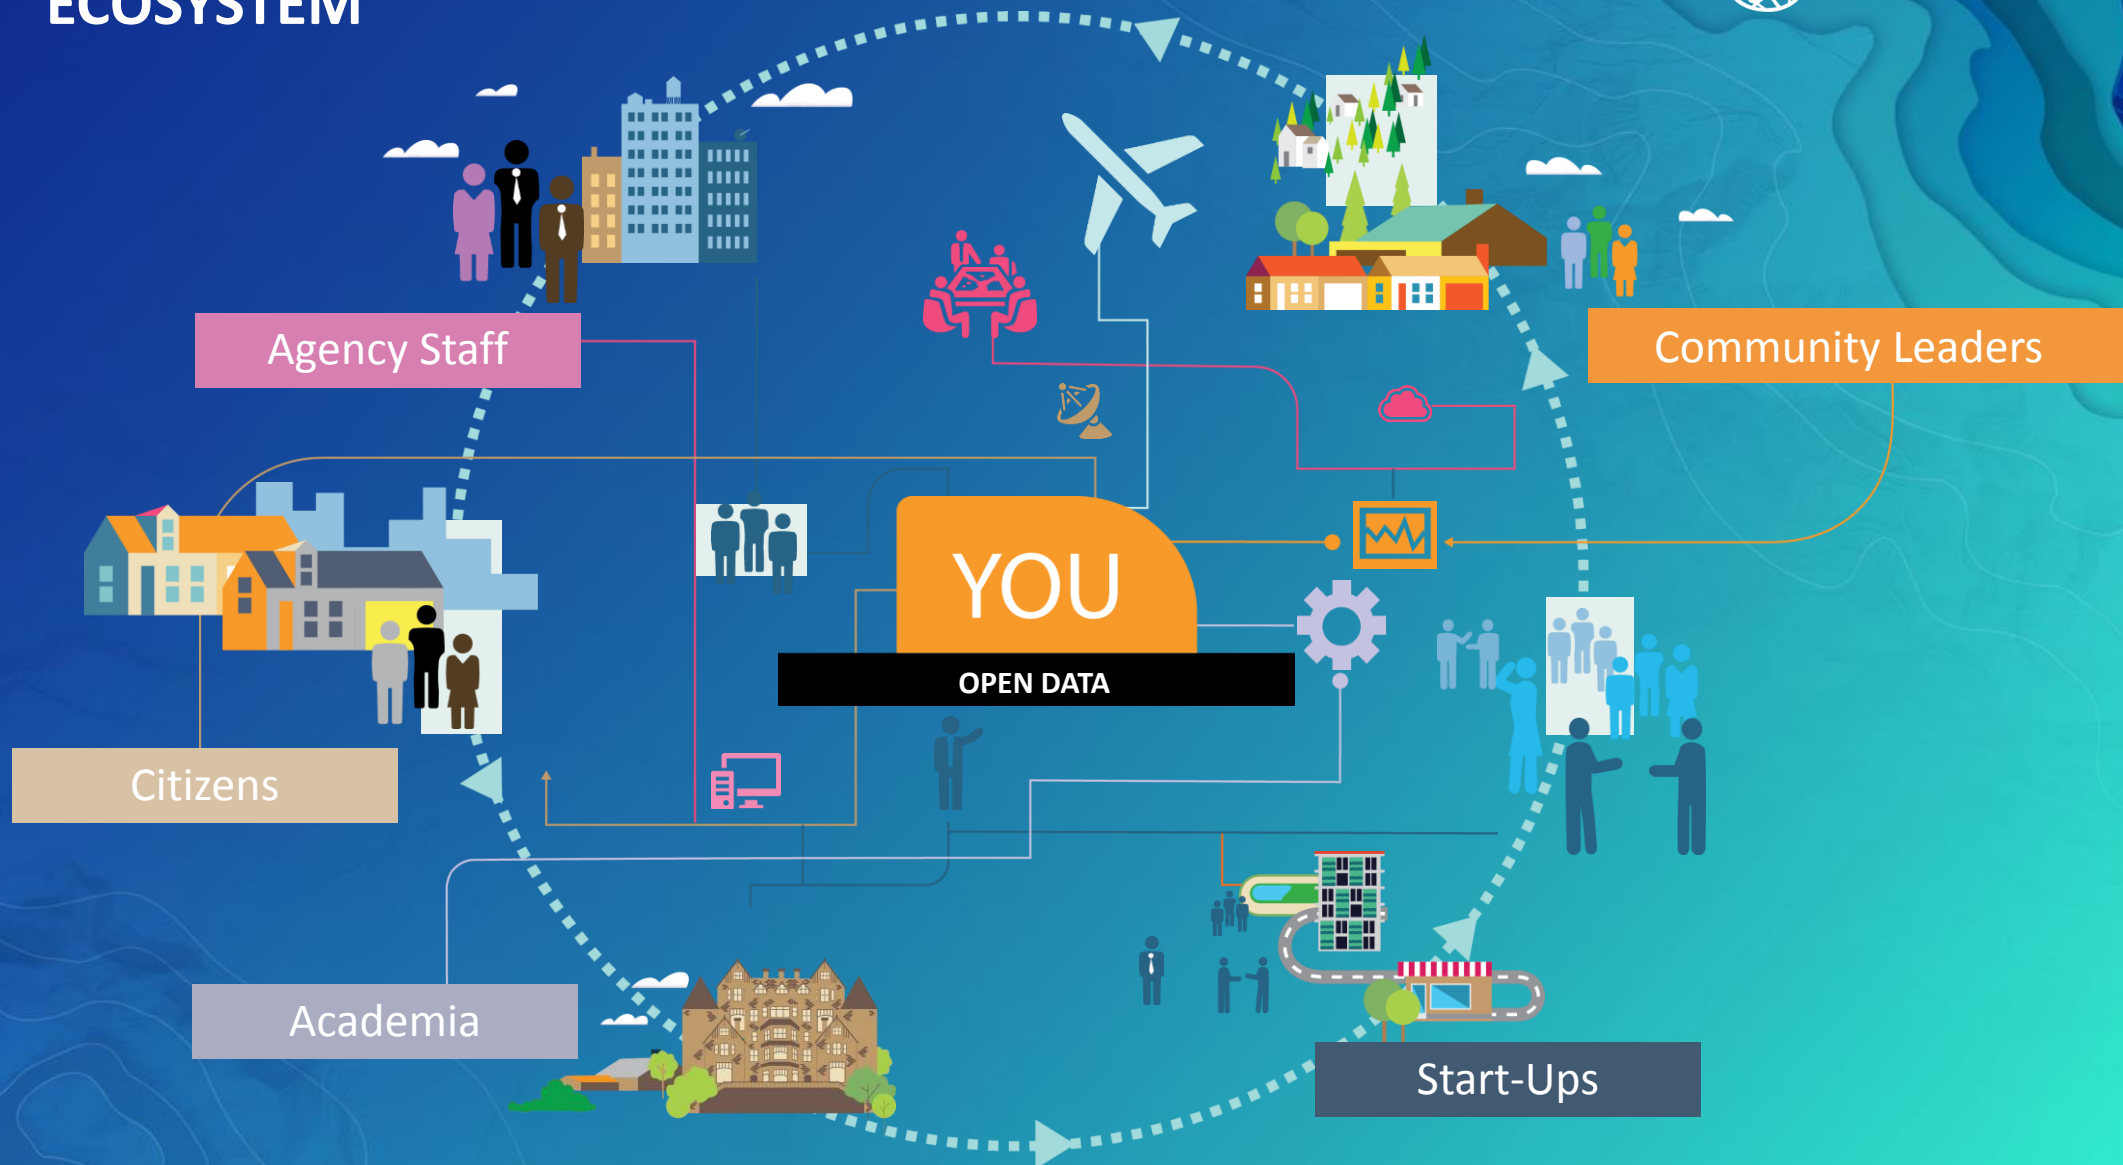 ECOSYSTEM
Agency Staff
Community Leaders
YOU
OPEN DATA
Citizens
Academia
Start-Ups